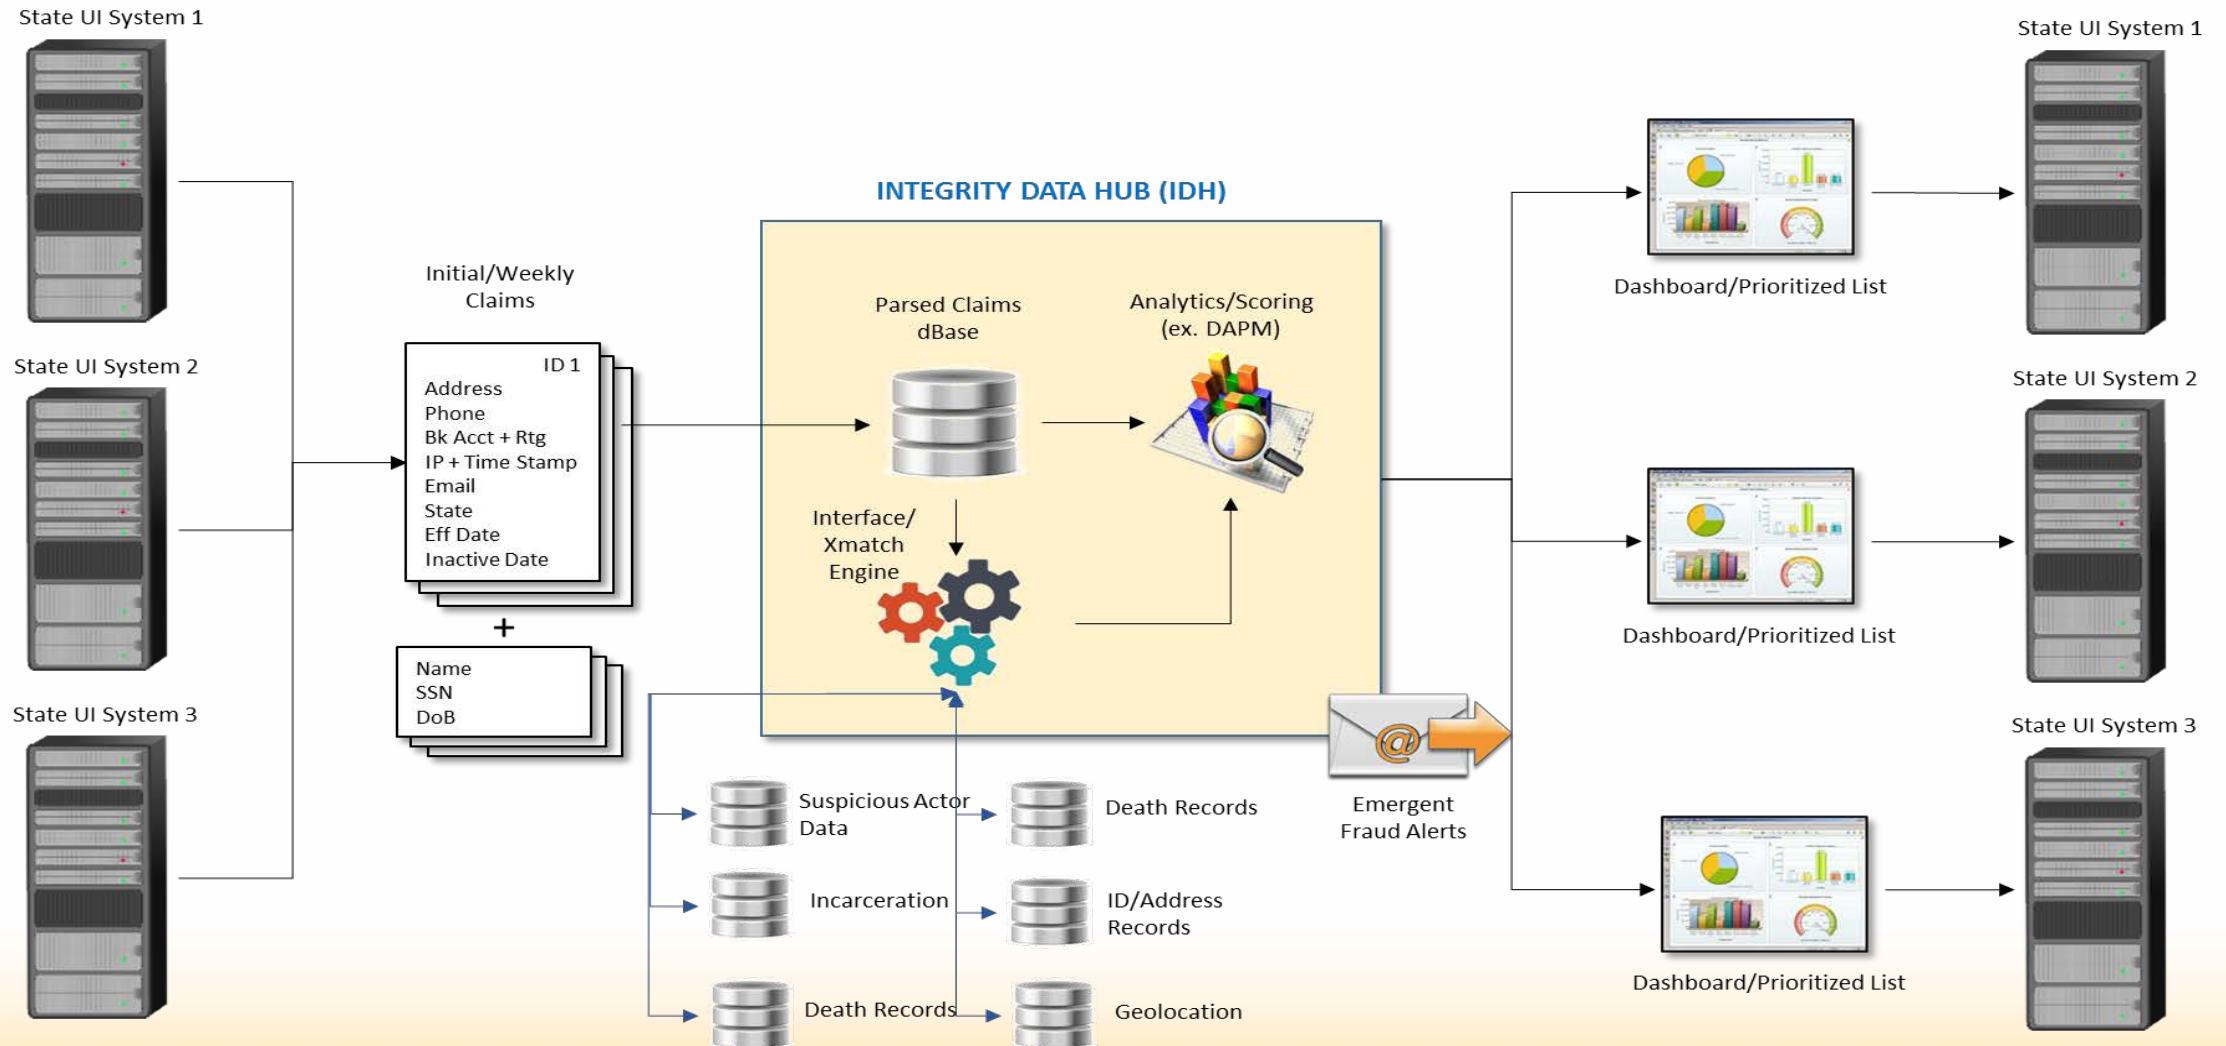 State UI System 1
State UI System 2
State UI System 3
Initial/Weekly
Claims
ID 1
Address
Phone
Bk Acct + Rtg
IP + Time Stamp
Email
State
Eff Date
Inactive Date
+
Name
SSN
DoB
INTEGRITY DATA HUB (IDH)
Parsed Claims
dBase
Analytics/Scoring
(ex. DAPM)
Interface/
Xmatch
Engine
Suspicious Actor
Data
Incarceration
Death Records
Death Records
ID/Address
Records
Geolocation
@
Emergent
Fraud Alerts
Dashboard/Prioritized List
Dashboard/Prioritized List
Dashboard/Prioritized List
State UI System 1
State UI System 2
State UI System 3